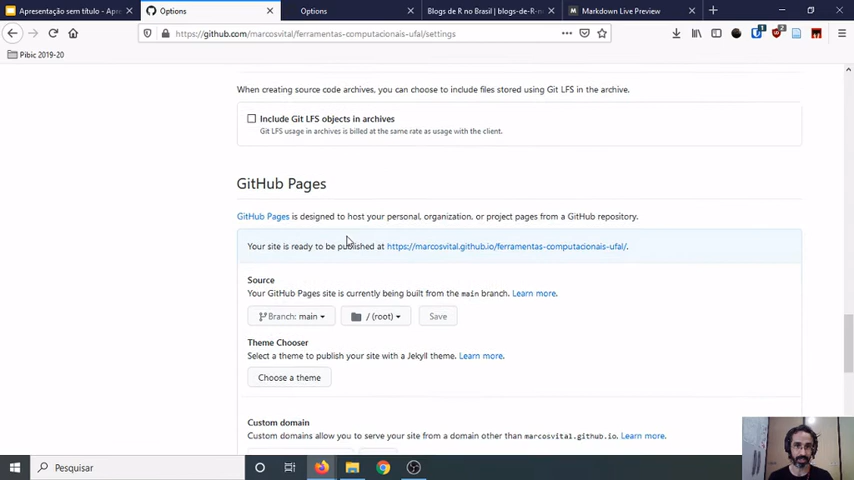 Apresentação sem título - Apr
Options
Options
Blogs de R no Brasil | blogs-de-R-n
Markdown Live Preview
https://github.com/marcosvital/ferramentas-computacionais-ufal/settings
Pibic 2019-20
When creating source code archives, you can choose to include files stored using Git LFS in the archive.
Include Git LFS objects in archives
Git LFS usage in archives is billed at the same rate as usage with the client.
GitHub Pages
GitHub Pages is designed to host your personal, organization, or project pages from a GitHub repository.
Your site is ready to be published at https://marcosvital.github.io/ferramentas-computacionais-ufal/.
Source
Your GitHub Pages site is currently being built from the main branch. Learn more.
Branch: main
/ (root)
Save
Theme Chooser
Select a theme to publish your site with a Jekyll theme. Learn more.
Choose a theme
Custom domain
Custom domains allow you to serve your site from a domain other than marcosvital.github.io. Learn more.
Pesquisar